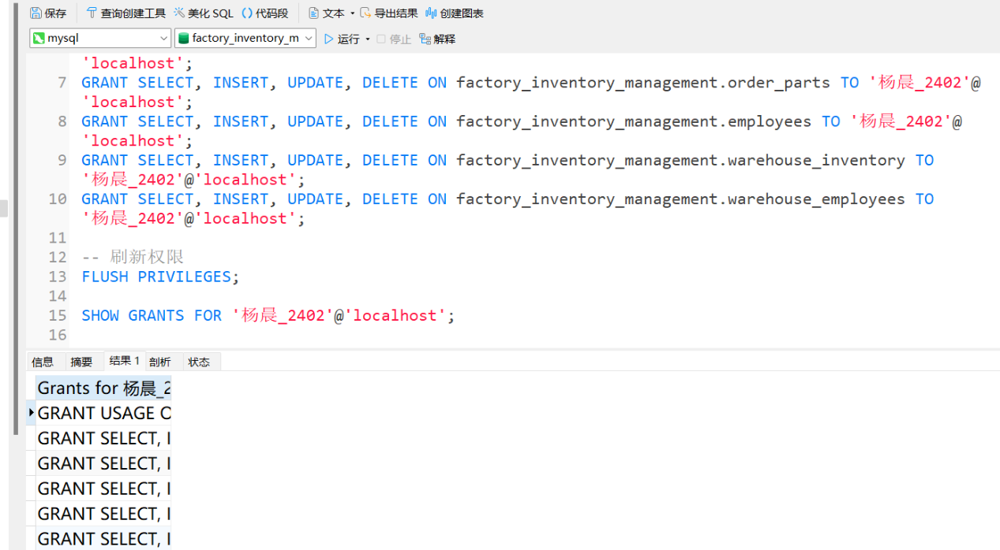 保存 查询创建工具 美化 SQL 代码段 文本 导出结果 创建图表
mysql factory_inventory_m 运行 停止 解释
'localhost';
7 GRANT SELECT, INSERT, UPDATE, DELETE ON factory_inventory_management.order_parts TO '杨晨_2402'@
'localhost';
8 GRANT SELECT, INSERT, UPDATE, DELETE ON factory_inventory_management.employees TO '杨晨_2402'@
'localhost';
9 GRANT SELECT, INSERT, UPDATE, DELETE ON factory_inventory_management.warehouse_inventory TO
'杨晨_2402'@'localhost';
10 GRANT SELECT, INSERT, UPDATE, DELETE ON factory_inventory_management.warehouse_employees TO
'杨晨_2402'@'localhost';
11
12 -- 刷新权限
13 FLUSH PRIVILEGES;
14
15 SHOW GRANTS FOR '杨晨_2402'@'localhost';
16
信息 摘要 结果 1 剖析 状态
Grants for 杨晨_2
GRANT USAGE O
GRANT SELECT, I
GRANT SELECT, I
GRANT SELECT, I
GRANT SELECT, I
GRANT SELECT, I